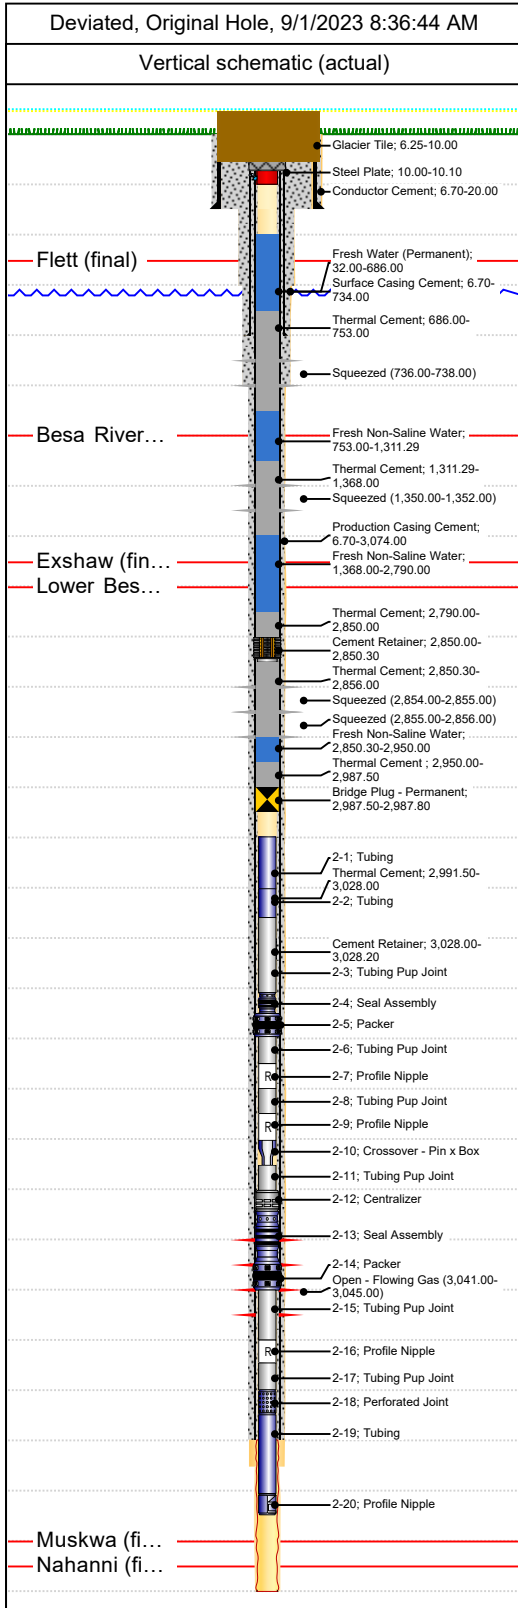 Deviated, Original Hole, 9/1/2023 8:36:44 AM
Vertical schematic (actual)
Glacier Tile; 6.25-10.00
Steel Plate; 10.00-10.10
Conductor Cement; 6.70-20.00
Flett (final)
Fresh Water (Permanent);
32.00-686.00
Surface Casing Cement; 6.70-
734.00
Thermal Cement; 686.00-
753.00
Squeezed (736.00-738.00)
Besa River…
Fresh Non-Saline Water;
753.00-1,311.29
Thermal Cement; 1,311.29-
1,368.00
Squeezed (1,350.00-1,352.00)
Production Casing Cement;
6.70-3,074.00
Exshaw (fin…
Fresh Non-Saline Water;
1,368.00-2,790.00
Lower Bes…
Thermal Cement; 2,790.00-
2,850.00
Cement Retainer; 2,850.00-
2,850.30
Thermal Cement; 2,850.30-
2,856.00
Squeezed (2,854.00-2,855.00)
Squeezed (2,855.00-2,856.00)
Fresh Non-Saline Water;
2,850.30-2,950.00
Thermal Cement ; 2,950.00-
2,987.50
Bridge Plug - Permanent;
2,987.50-2,987.80
2-1; Tubing
Thermal Cement; 2,991.50-
3,028.00
2-2; Tubing
Cement Retainer; 3,028.00-
3,028.20
2-3; Tubing Pup Joint
2-4; Seal Assembly
2-5; Packer
2-6; Tubing Pup Joint
R
2-7; Profile Nipple
2-8; Tubing Pup Joint
R
2-9; Profile Nipple
2-10; Crossover - Pin x Box
2-11; Tubing Pup Joint
2-12; Centralizer
2-13; Seal Assembly
2-14; Packer
Open - Flowing Gas (3,041.00-
3,045.00)
2-15; Tubing Pup Joint
R
2-16; Profile Nipple
2-17; Tubing Pup Joint
2-18; Perforated Joint
2-19; Tubing
2-20; Profile Nipple
Muskwa (fi…
Nahanni (fi…